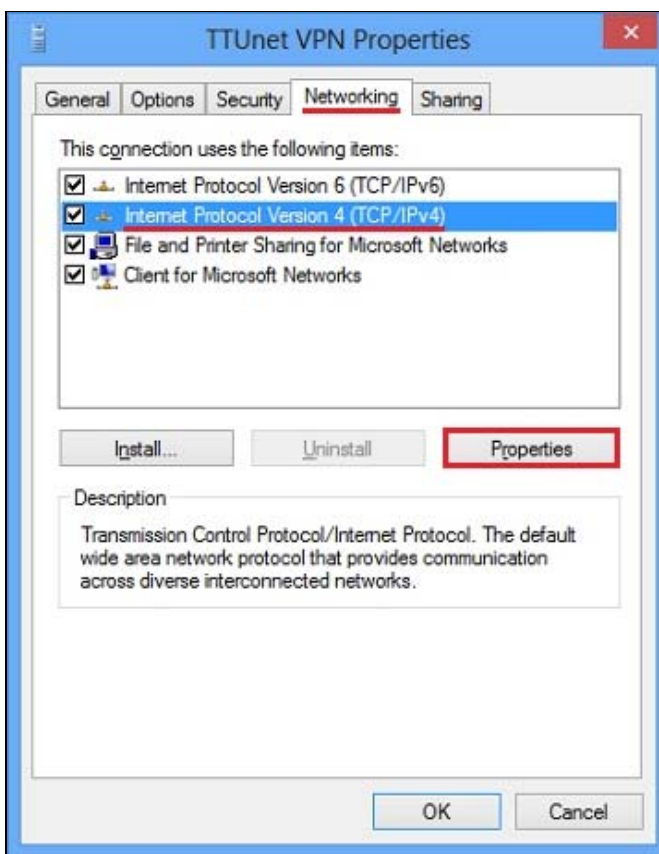 TTUnet VPN Properties
General Options Security Networking Sharing
This connection uses the following items:
Internet Protocol Version 6 (TCP/IPv6)
Internet Protocol Version 4 (TCP/IPv4)
File and Printer Sharing for Microsoft Networks
Client for Microsoft Networks
Install... Uninstall Properties
Description
Transmission Control Protocol/Internet Protocol. The default
wide area network protocol that provides communication
across diverse interconnected networks.
OK Cancel